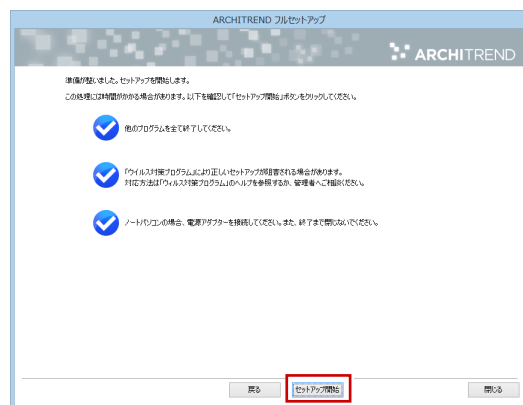 ARCHITREND フルセットアップ
ARCHITREND
準備が整いました。セットアップを開始します。
この処理には時間がかかる場合があります。以下を確認して「セットアップ開始」ボタンをクリックしてください。
他のプログラムを全て終了してください。
「ウイルス対策プログラム」により正しいセットアップが阻害される場合があります。
対応方法は「ウィルス対策プログラム」のヘルプを参照するか、管理者へご相談ください。
ノートパソコンの場合、電源アダプターを接続してください。また、終了まで閉じないでください。
戻る
セットアップ開始
閉じる